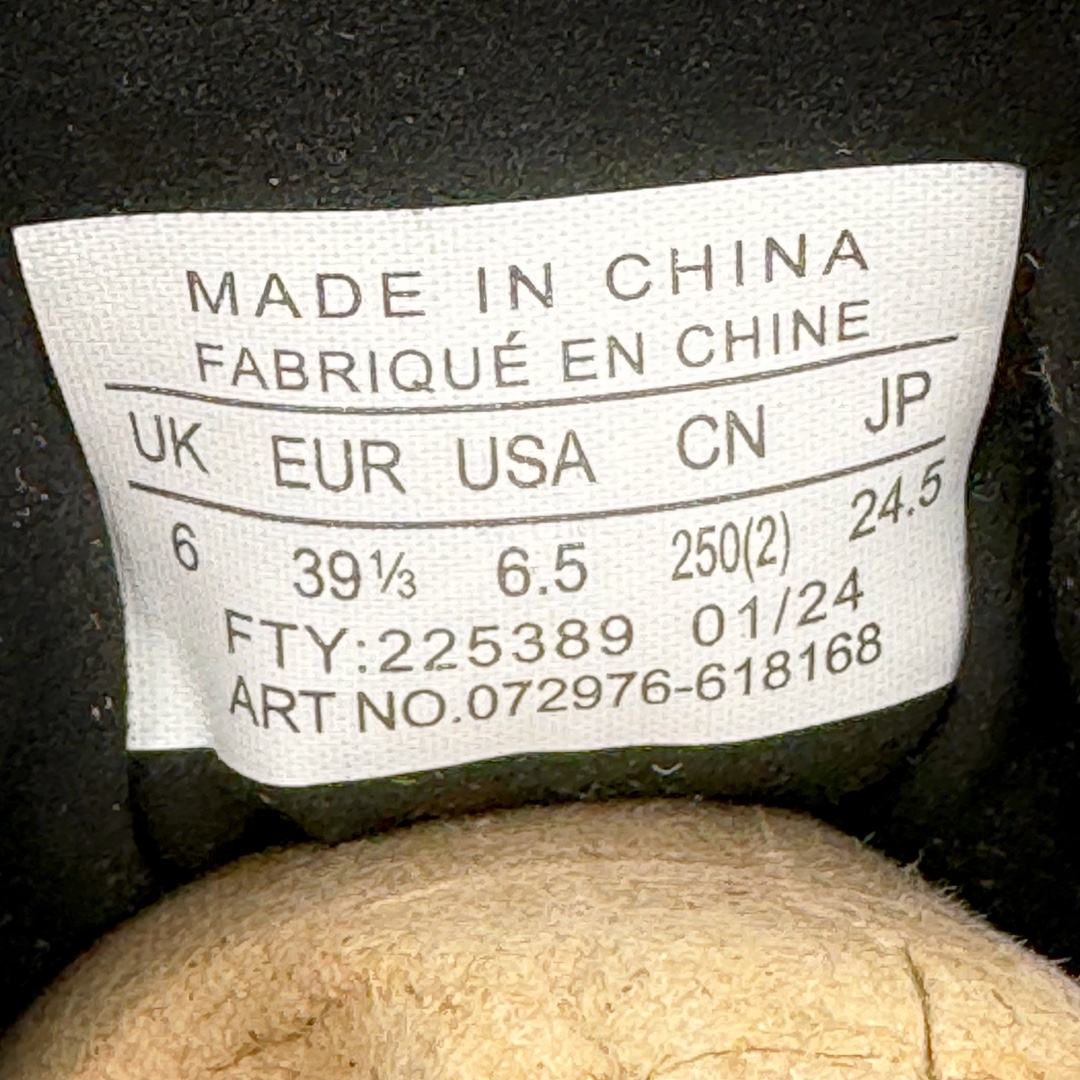 MADE IN CHINA
FABRIQUÉ EN CHINE
UK EUR USA CN JP
6 39⅓ 6.5 250(2) 24.5
FTY:225389 01/24
ART NO.072976-618168